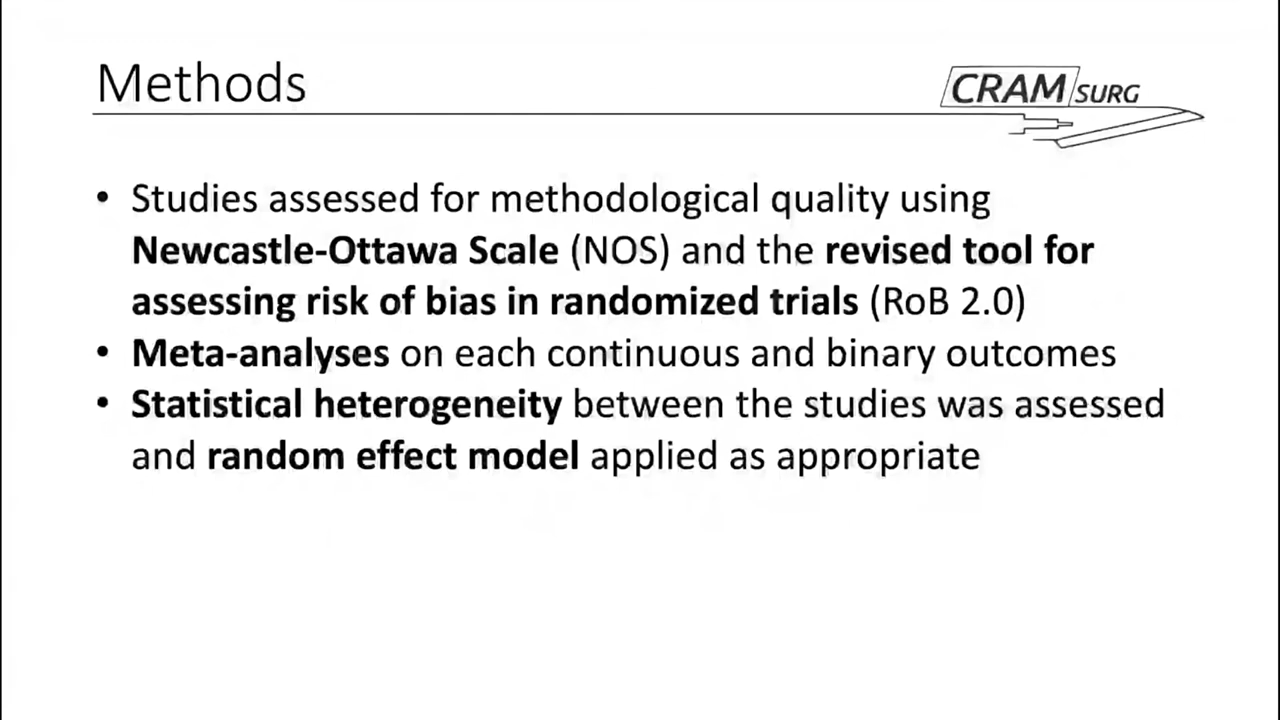 Methods
CRAM SURG
• Studies assessed for methodological quality using
Newcastle-Ottawa Scale (NOS) and the revised tool for
assessing risk of bias in randomized trials (RoB 2.0)
• Meta-analyses on each continuous and binary outcomes
• Statistical heterogeneity between the studies was assessed
and random effect model applied as appropriate